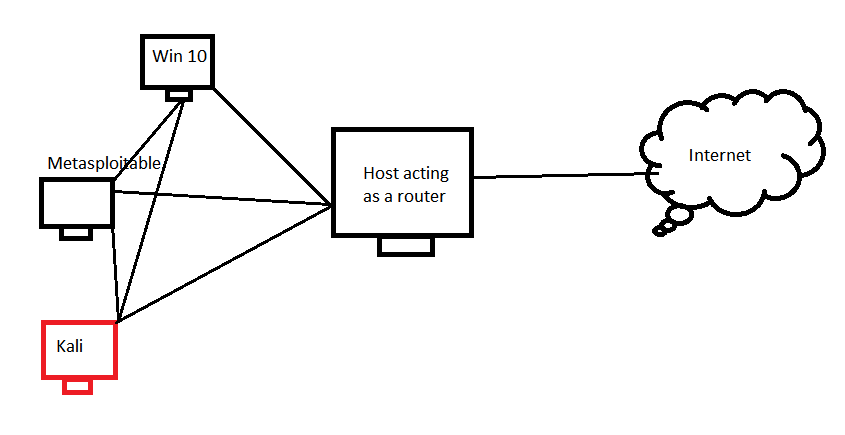 Win 10
Metasploitable
Host acting
as a router
Internet
Kali